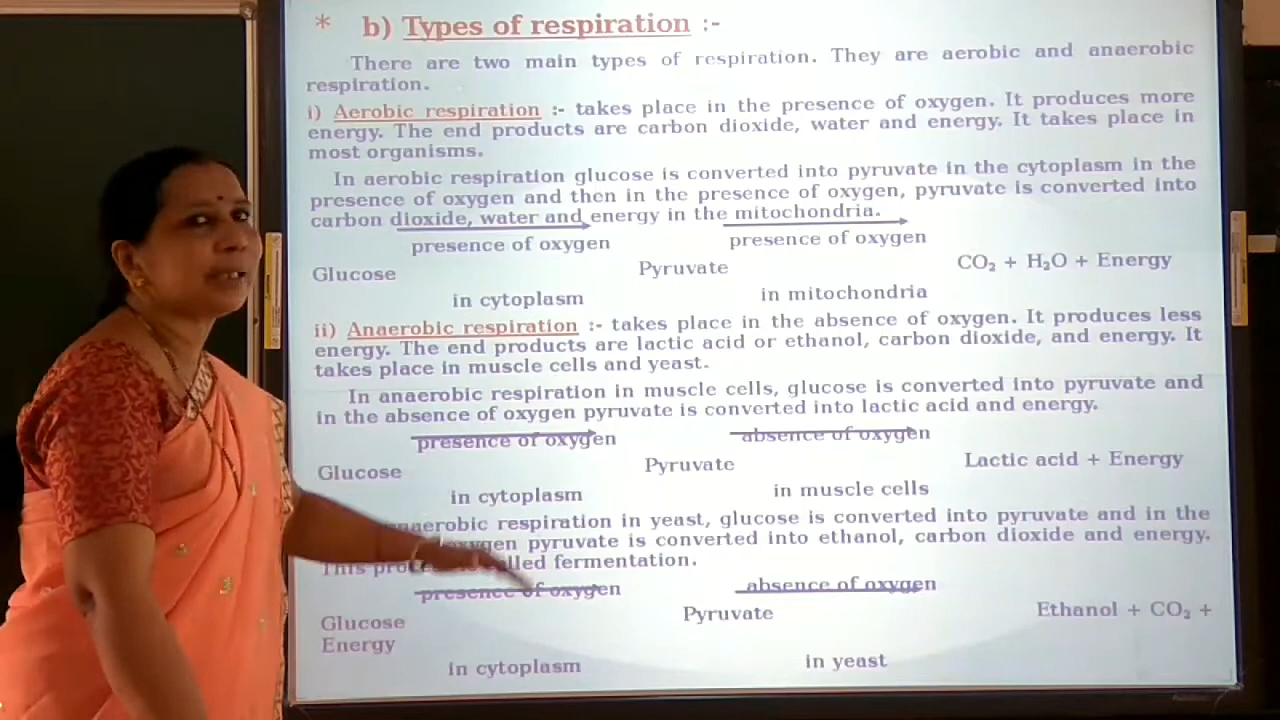 * b) Types of respiration :-
There are two main types of respiration. They are aerobic and anaerobic
respiration.
i) Aerobic respiration :- takes place in the presence of oxygen. It produces more
energy. The end products are carbon dioxide, water and energy. It takes place in
most organisms.
In aerobic respiration glucose is converted into pyruvate in the cytoplasm in the
presence of oxygen and then in the presence of oxygen, pyruvate is converted into
carbon dioxide, water and energy in the mitochondria.
presence of oxygen presence of oxygen
Glucose Pyruvate CO₂ + H₂O + Energy
in cytoplasm in mitochondria
ii) Anaerobic respiration :- takes place in the absence of oxygen. It produces less
energy. The end products are lactic acid or ethanol, carbon dioxide, and energy. It
takes place in muscle cells and yeast.
In anaerobic respiration in muscle cells, glucose is converted into pyruvate and
in the absence of oxygen pyruvate is converted into lactic acid and energy.
presence of oxygen absence of oxygen
Glucose Pyruvate Lactic acid + Energy
in cytoplasm in muscle cells
anaerobic respiration in yeast, glucose is converted into pyruvate and in the
oxygen pyruvate is converted into ethanol, carbon dioxide and energy.
This called fermentation.
presence of oxygen absence of oxygen
Glucose Pyruvate Ethanol + CO₂ +
Energy
in cytoplasm in yeast